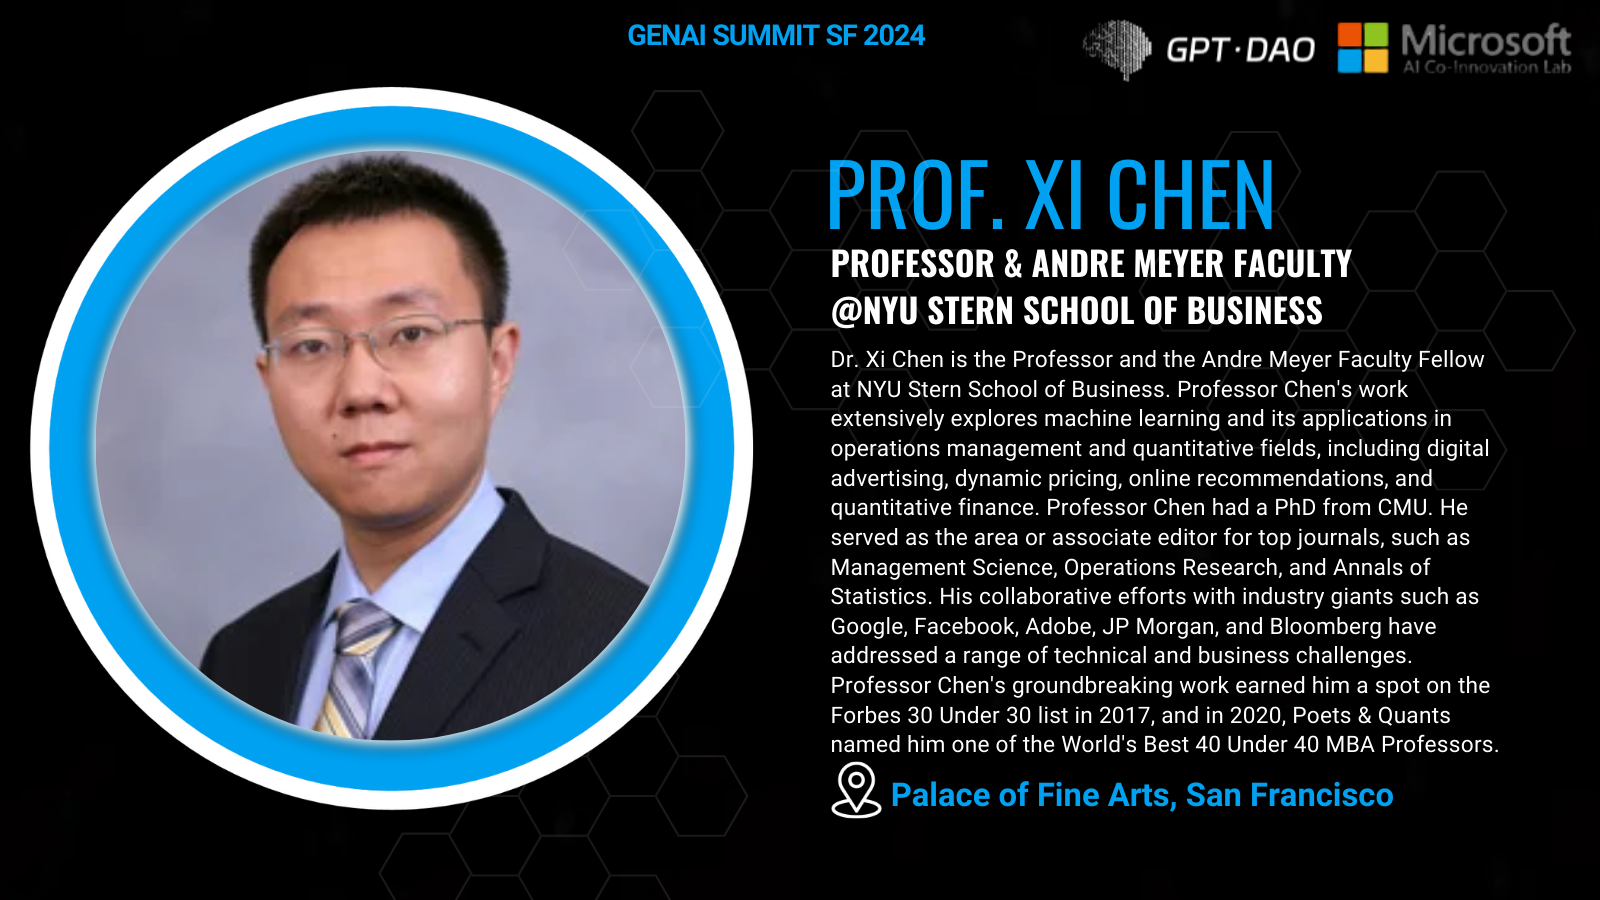 GENAI SUMMIT SF 2024
GPT·DAO
Microsoft
AI Co-Innovation Lab
PROF. XI CHEN
PROFESSOR & ANDRE MEYER FACULTY
@NYU STERN SCHOOL OF BUSINESS
Dr. Xi Chen is the Professor and the Andre Meyer Faculty Fellow
at NYU Stern School of Business. Professor Chen's work
extensively explores machine learning and its applications in
operations management and quantitative fields, including digital
advertising, dynamic pricing, online recommendations, and
quantitative finance. Professor Chen had a PhD from CMU. He
served as the area or associate editor for top journals, such as
Management Science, Operations Research, and Annals of
Statistics. His collaborative efforts with industry giants such as
Google, Facebook, Adobe, JP Morgan, and Bloomberg have
addressed a range of technical and business challenges.
Professor Chen's groundbreaking work earned him a spot on the
Forbes 30 Under 30 list in 2017, and in 2020, Poets & Quants
named him one of the World's Best 40 Under 40 MBA Professors.
Palace of Fine Arts, San Francisco